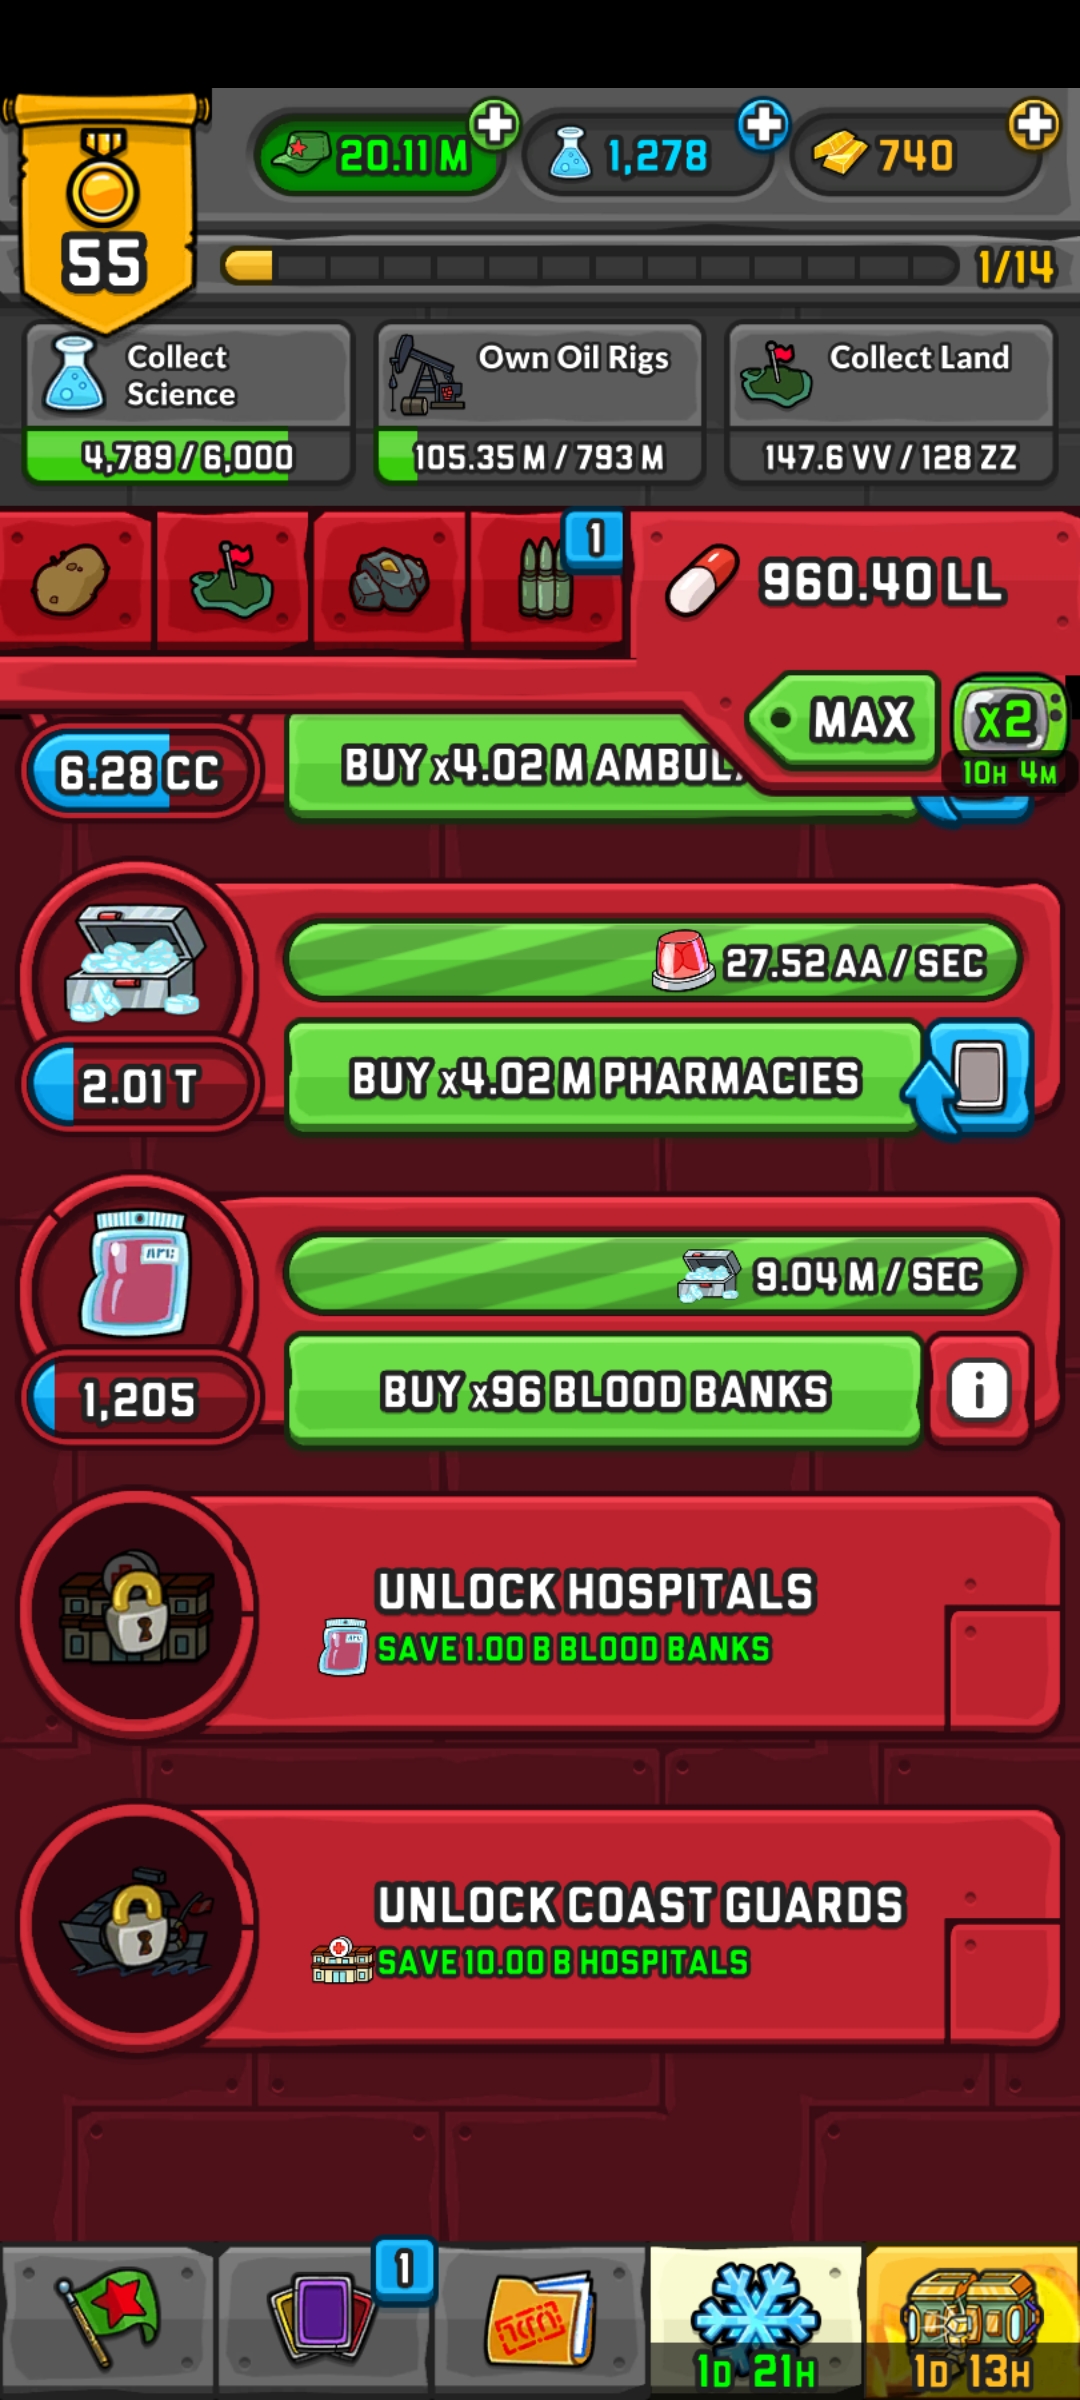 20.11 M
1,278
740
55
1/14
Collect
Science
4,789 / 6,000
Own Oil Rigs
105.35 M / 793 M
Collect Land
147.6 VV / 128 ZZ
1
960.40 LL
MAX
x2
10H 4M
6.28 CC
BUY x4.02 M AMBUL
27.52 AA / SEC
2.01 T
BUY x4.02 M PHARMACIES
9.04 M / SEC
1,205
BUY x96 BLOOD BANKS
i
UNLOCK HOSPITALS
SAVE 1.00 B BLOOD BANKS
UNLOCK COAST GUARDS
SAVE 10.00 B HOSPITALS
1
1D 21H
1D 13H